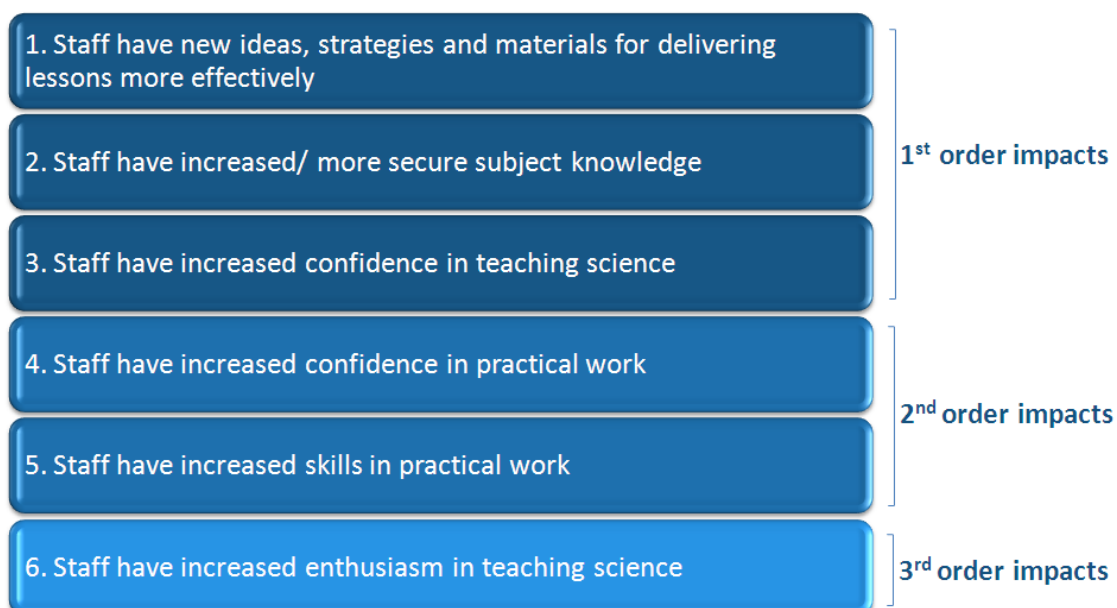 1. Staff have new ideas, strategies and materials for delivering
lessons more effectively
2. Staff have increased/ more secure subject knowledge
3. Staff have increased confidence in teaching science
1st order impacts
4. Staff have increased confidence in practical work
5. Staff have increased skills in practical work
2nd order impacts
6. Staff have increased enthusiasm in teaching science
3rd order impacts